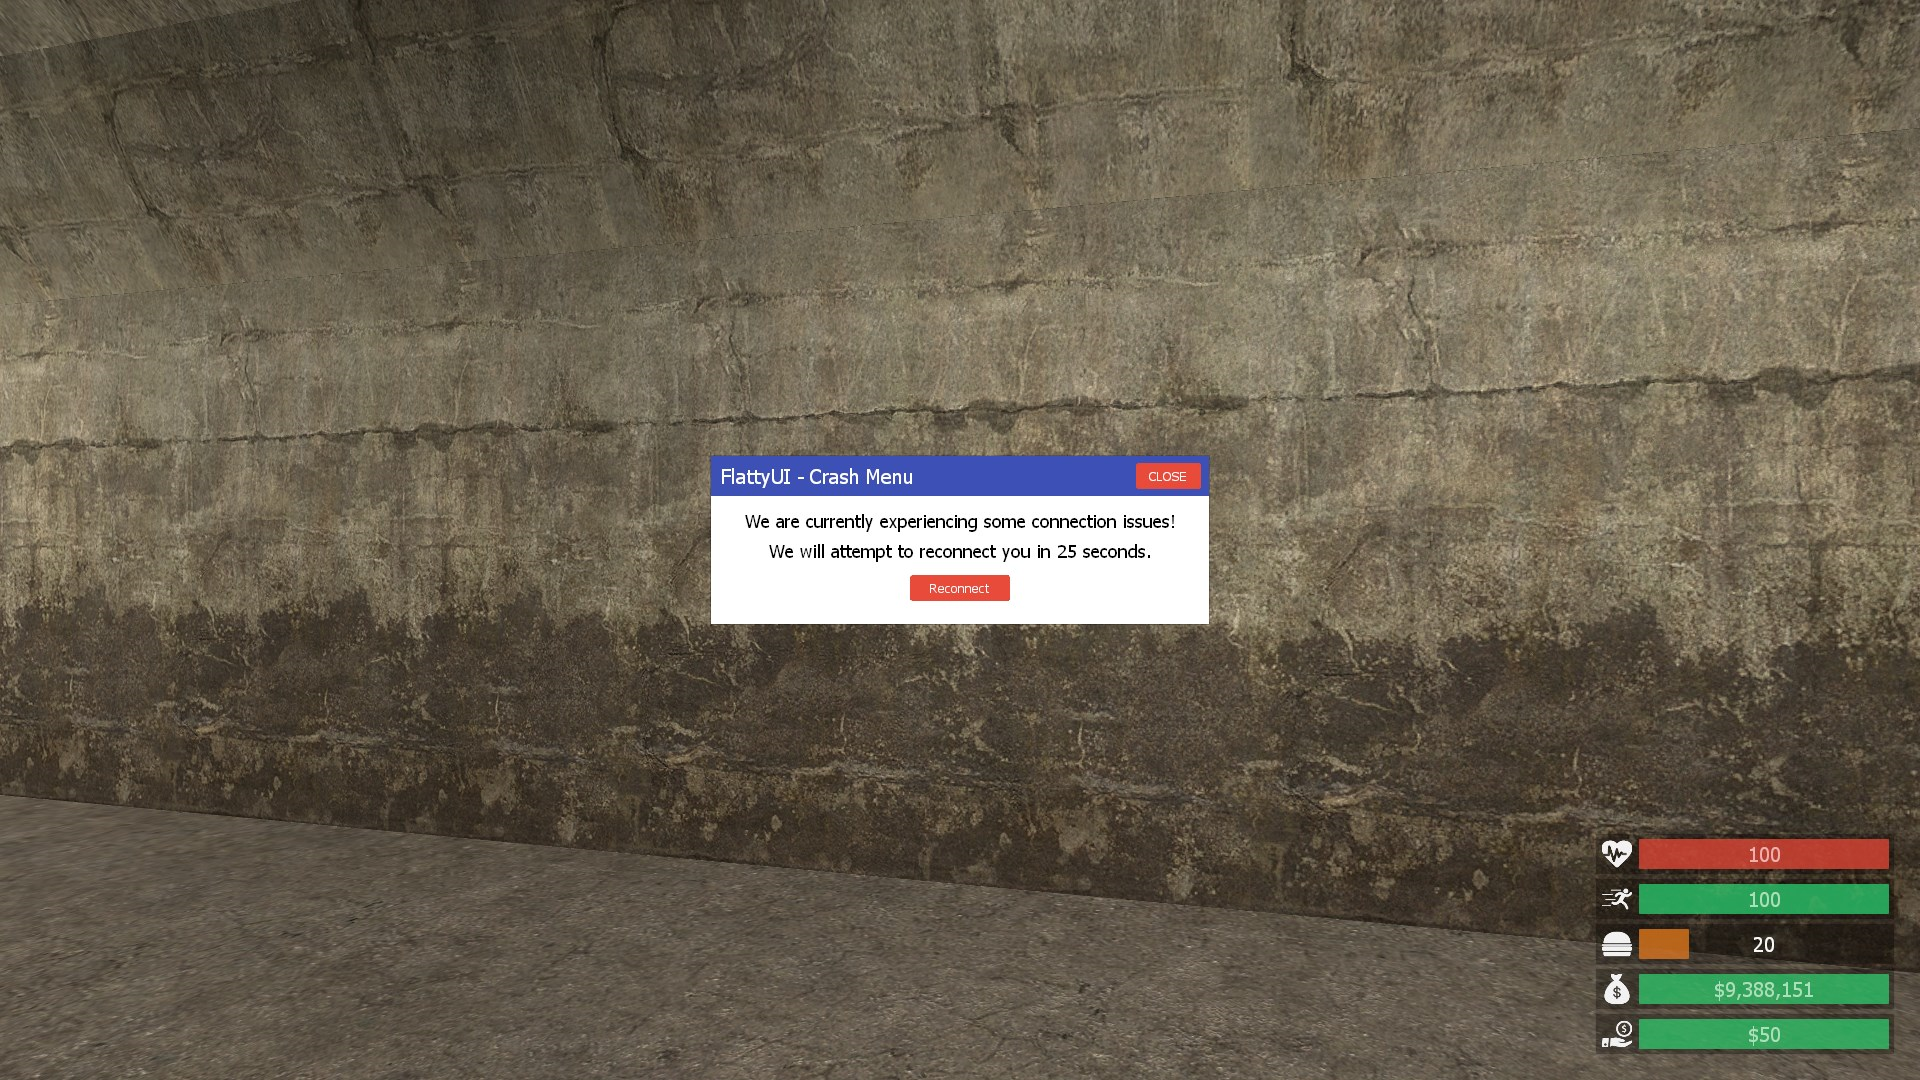 FlattyUI - Crash Menu
CLOSE
We are currently experiencing some connection issues!
We will attempt to reconnect you in 25 seconds.
Reconnect
100
100
20
$9,388,151
$50